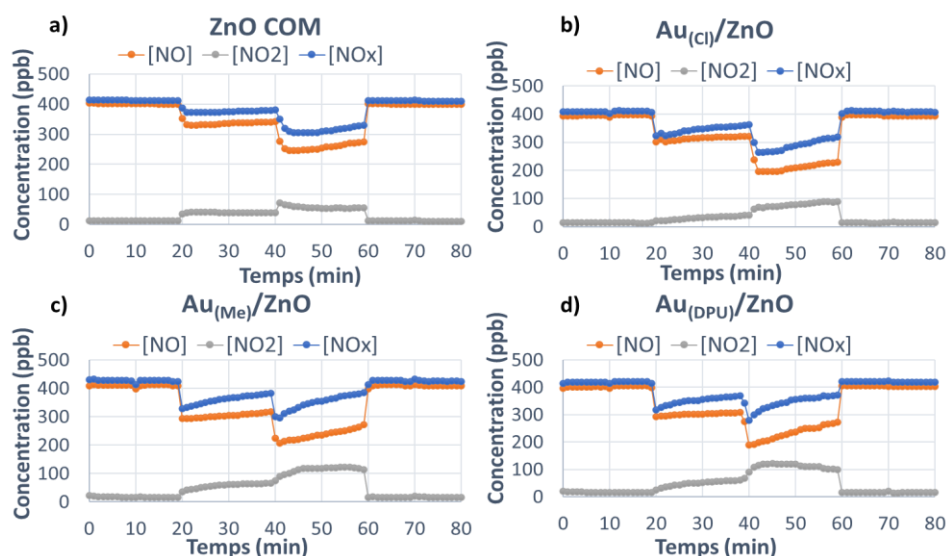 a) ZnO COM
[NO] [NO2] [NOx]
Concentration (ppb)
500
400
300
200
100
0
0 10 20 30 40 50 60 70 80
Temps (min)
b) Au(Cl)/ZnO
[NO] [NO2] [NOx]
Concentration (ppb)
500
400
300
200
100
0
0 10 20 30 40 50 60 70 80
Temps (min)
c) Au(Me)/ZnO
[NO] [NO2] [NOx]
Concentration (ppb)
500
400
300
200
100
0
0 10 20 30 40 50 60 70 80
Temps (min)
d) Au(DPU)/ZnO
[NO] [NO2] [NOx]
Concentration (ppb)
500
400
300
200
100
0
0 10 20 30 40 50 60 70 80
Temps (min)